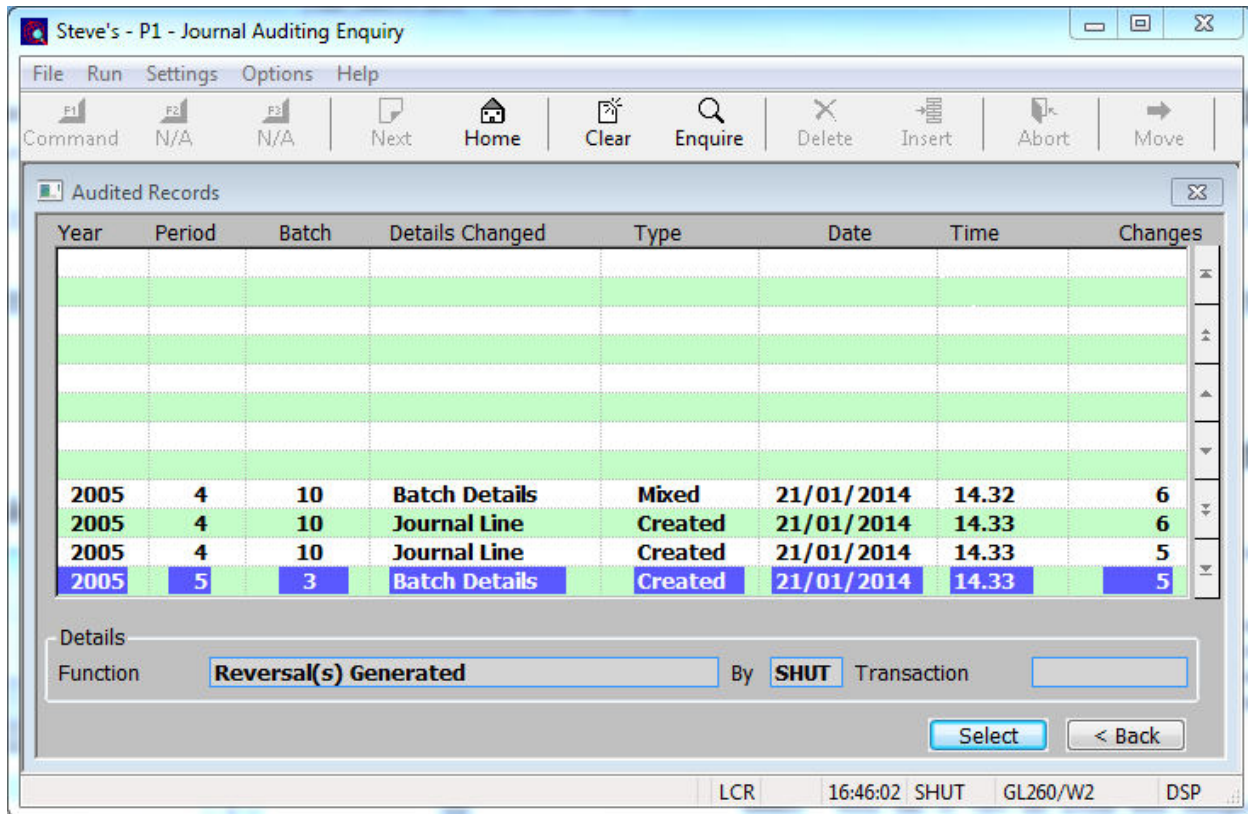 Steve's - P1 - Journal Auditing Enquiry
File Run Settings Options Help
F1 F2 F3
Command N/A N/A Next Home Clear Enquire Delete Insert Abort Move
Audited Records
Year Period Batch Details Changed Type Date Time Changes
2005 4 10 Batch Details Mixed 21/01/2014 14.32 6
2005 4 10 Journal Line Created 21/01/2014 14.33 6
2005 4 10 Journal Line Created 21/01/2014 14.33 5
2005 5 3 Batch Details Created 21/01/2014 14.33 5
Details
Function Reversal(s) Generated By SHUT Transaction
Select < Back
LCR 16:46:02 SHUT GL260/W2 DSP